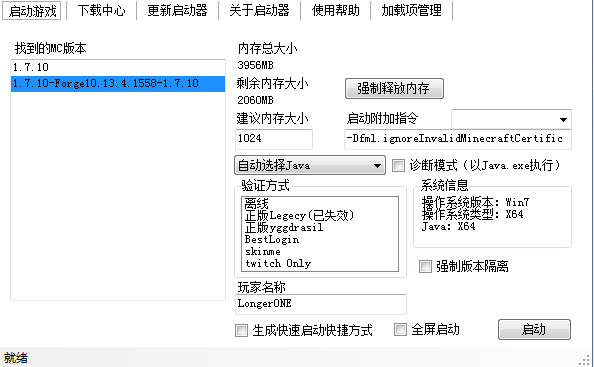 启动游戏 下载中心 更新启动器 关于启动器 使用帮助 加载项管理
找到的MC版本
1.7.10
1.7.10-Forge10.13.4.1558-1.7.10
内存总大小
3956MB
剩余内存大小
2060MB
强制释放内存
建议内存大小
启动附加指令
1024
-Dfml.ignoreInvalidMinecraftCertific
自动选择Java
诊断模式（以Java.exe执行）
验证方式
离线
正版Legecy(已失效)
正版yggdrasil
BestLogin
skinme
twitch Only
系统信息
操作系统版本：Win7
操作系统类型：X64
Java：X64
强制版本隔离
玩家名称
LongerONE
生成快速启动快捷方式
全屏启动
启动
就绪